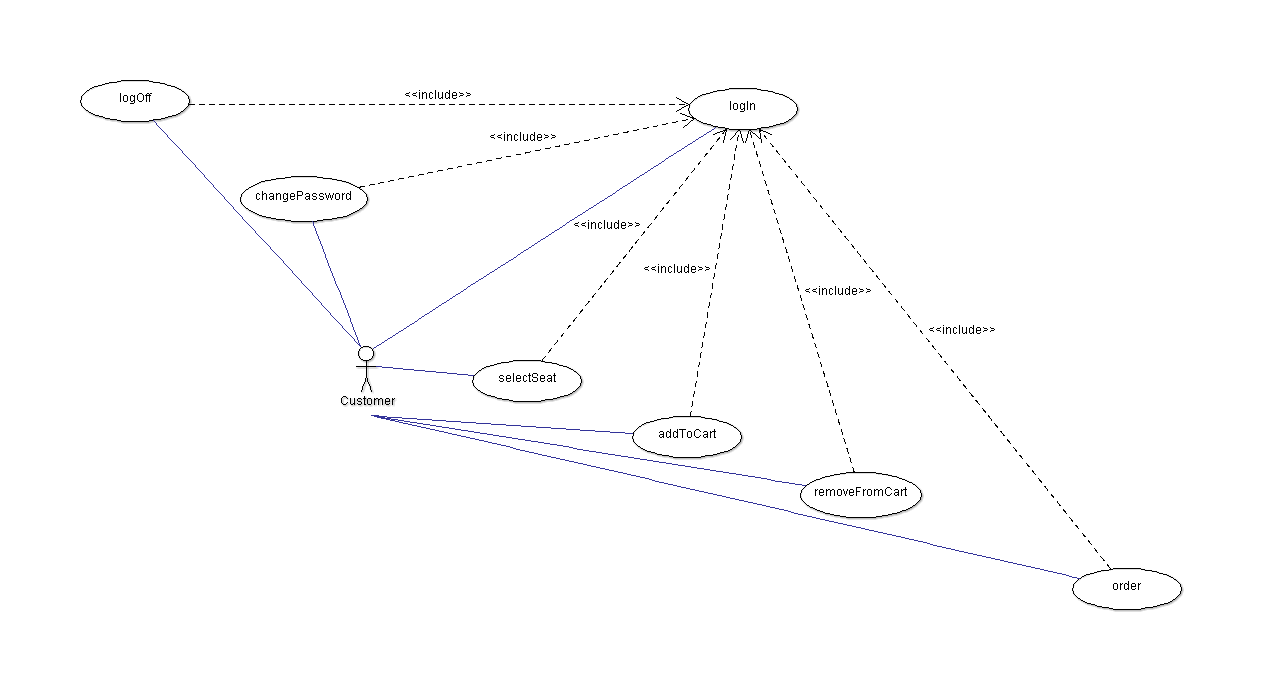 logOff
<<include>>
logIn
<<include>>
changePassword
<<include>>
<<include>>
<<include>>
<<include>>
selectSeat
Customer
addToCart
removeFromCart
order